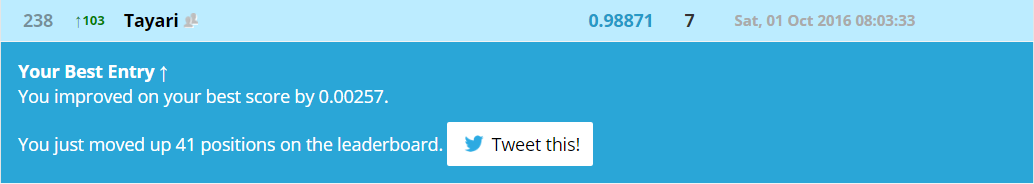 238 ↑103 Tayari 0.98871 7 Sat, 01 Oct 2016 08:03:33
Your Best Entry ↑
You improved on your best score by 0.00257.
You just moved up 41 positions on the leaderboard. Tweet this!